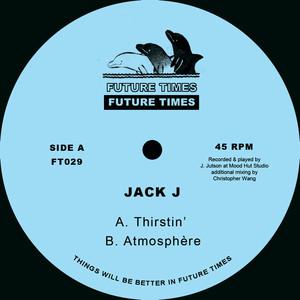 FUTURE TIMES
FUTURE TIMES
SIDE A
FT029
45 RPM
Recorded & played by
J. Jutson at Mood Hut Studio
additional mixing by
Christopher Wang
JACK J
A. Thirstin'
B. Atmosphère
THINGS WILL BE BETTER IN FUTURE TIMES